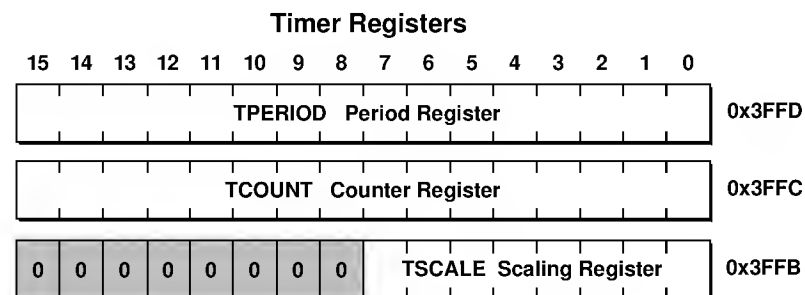 Timer Registers
15 14 13 12 11 10 9 8 7 6 5 4 3 2 1 0
TPERIOD Period Register 0x3FFD
TCOUNT Counter Register 0x3FFC
0 0 0 0 0 0 0 0 TSCALE Scaling Register 0x3FFB